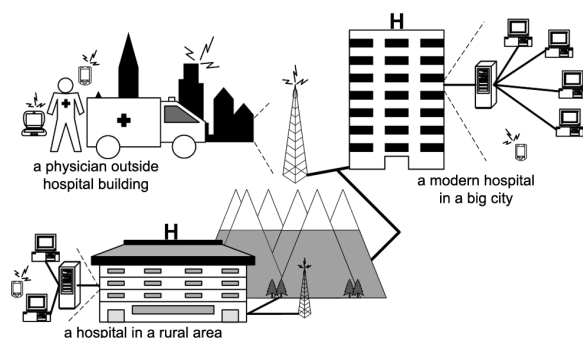 H
a physician outside
hospital building
a modern hospital
in a big city
H
a hospital in a rural area